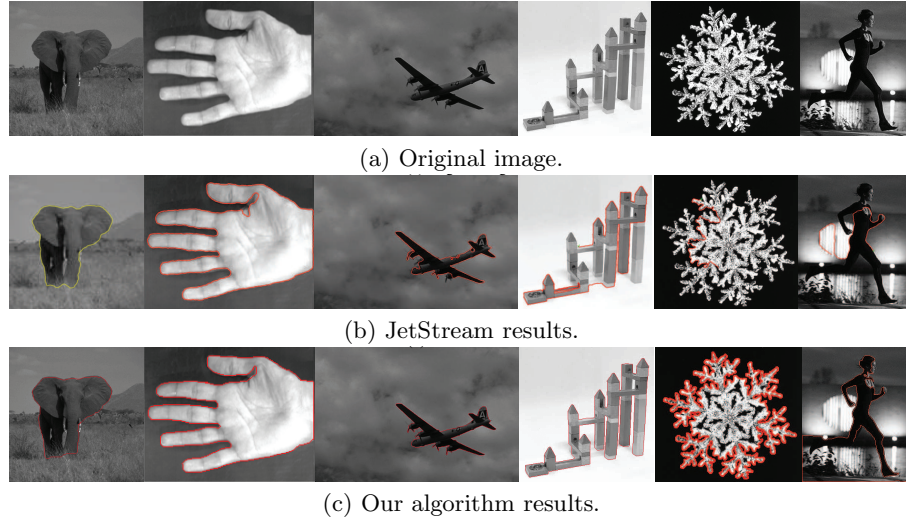 (a) Original image.
(b) JetStream results.
(c) Our algorithm results.